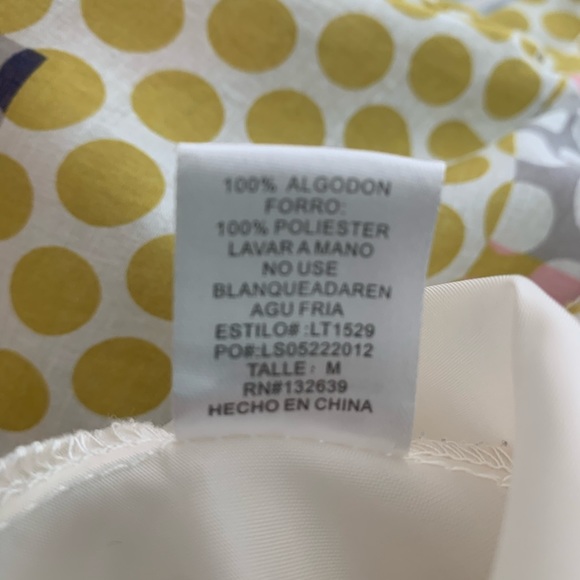 100% ALGODON
FORRO:
100% POLIESTER
LAVAR A MANO
NO USE
BLANQUEADAREN
AGU FRIA
ESTILO# :LT1529
PO#:LS05222012
TALLE: M
RN#132639
HECHO EN CHINA